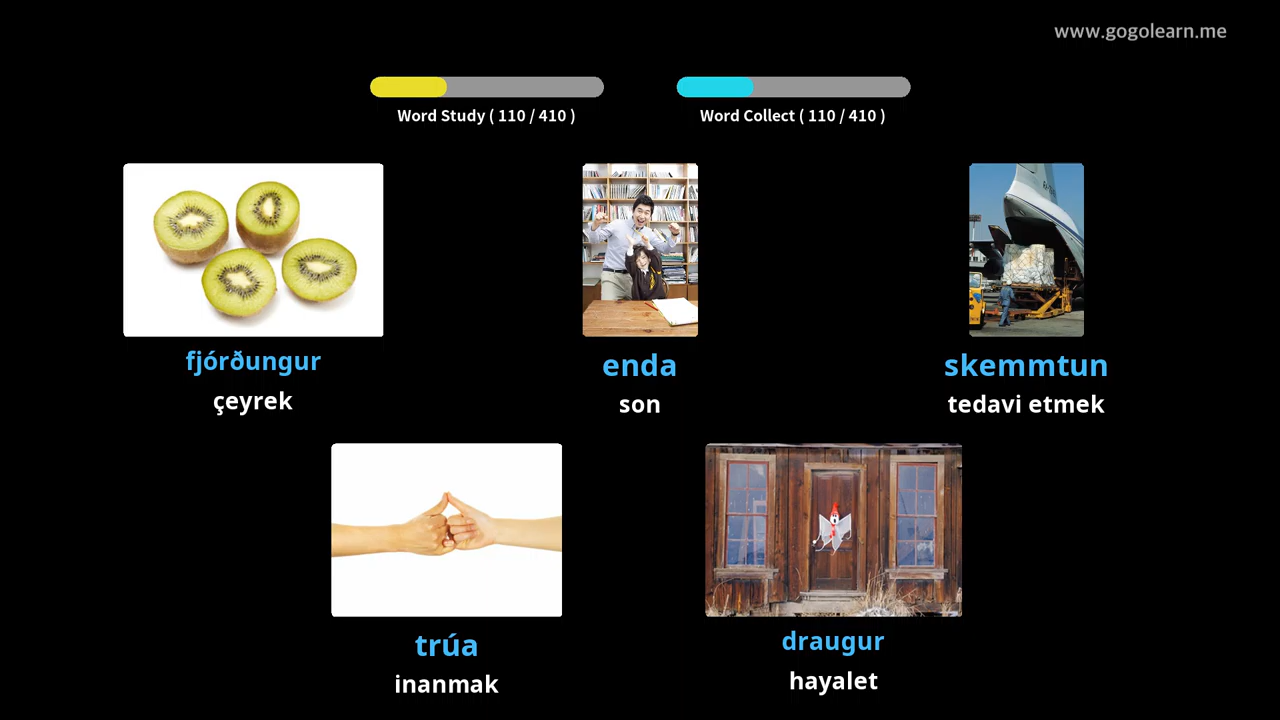 www.gogolearn.me
Word Study ( 110 / 410 )
Word Collect ( 110 / 410 )
fjórðungur
çeyrek
enda
son
skemmtun
tedavi etmek
trúa
inanmak
draugur
hayalet